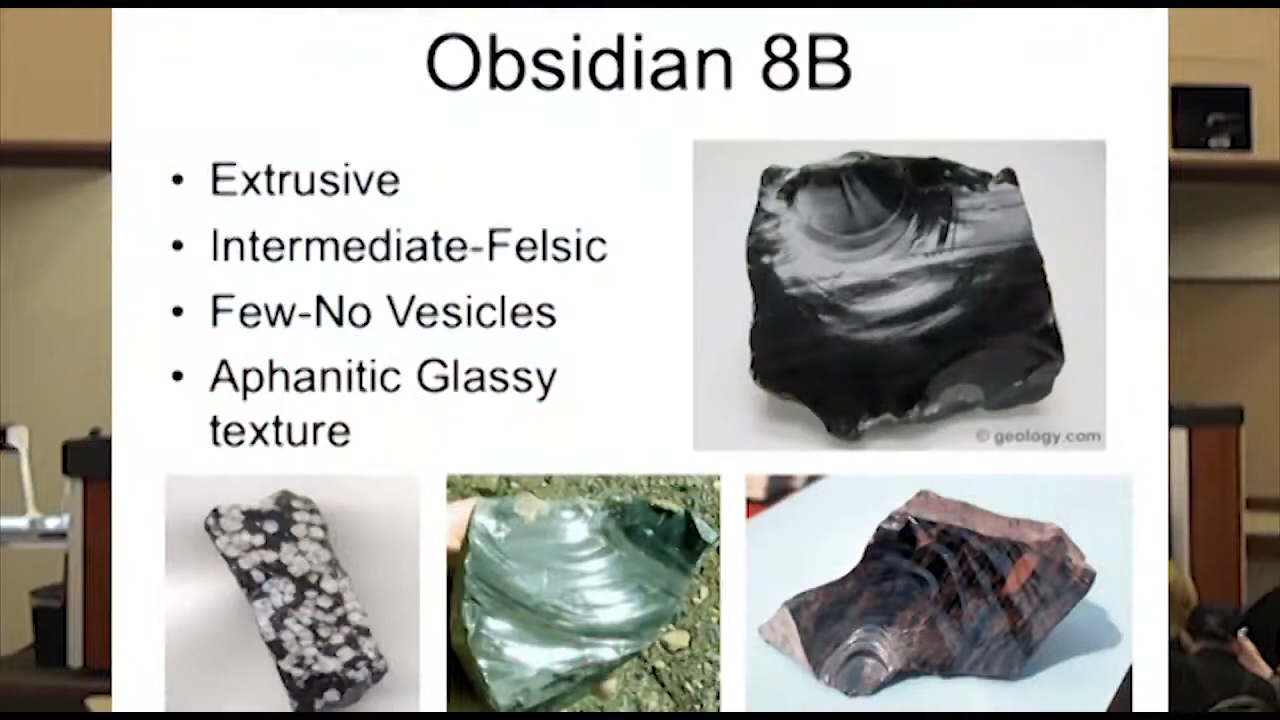 Obsidian 8B
• Extrusive
• Intermediate-Felsic
• Few-No Vesicles
• Aphanitic Glassy
texture
© geology.com